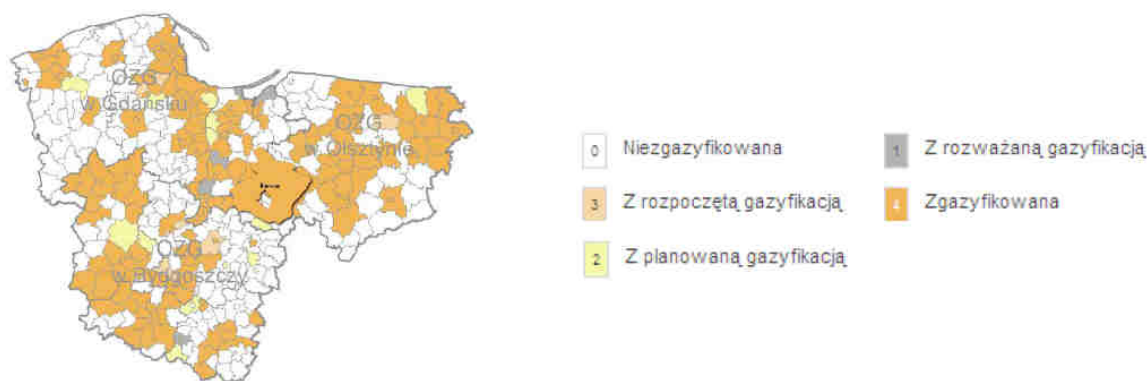 OZG
w Gdańsku
OZG
w Olsztynie
OZG
w Bydgoszczy
0 Niezgazyfikowana
1 Z rozważaną gazyfikacją
3 Z rozpoczętą gazyfikacją
4 Zgazyfikowana
2 Z planowaną gazyfikacją